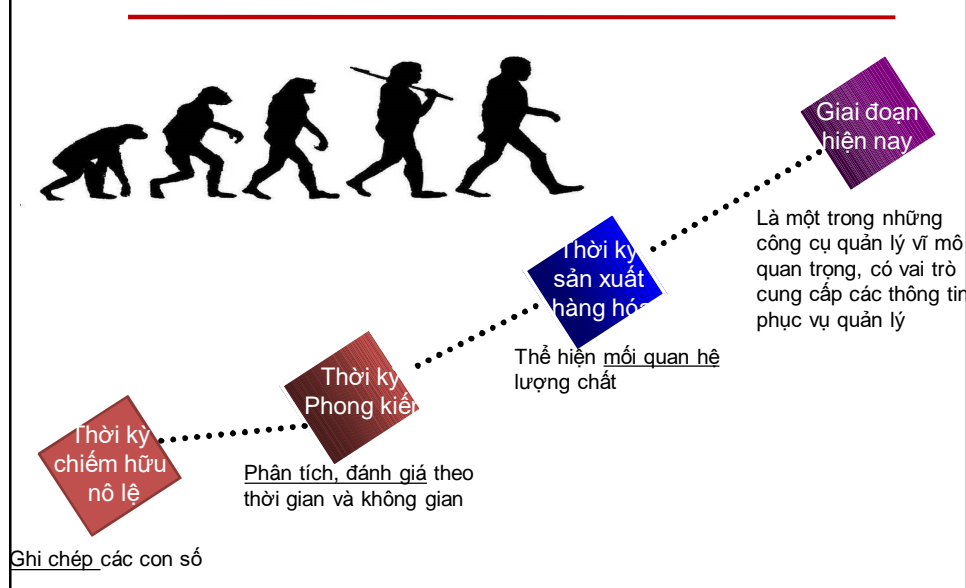 Giai đoạn
hiện nay
Là một trong những
công cụ quản lý vĩ mô
quan trọng, có vai trò
cung cấp các thông tin
phục vụ quản lý
Thời kỳ
sản xuất
hàng hóa
Thể hiện mối quan hệ
lượng chất
Thời kỳ
Phong kiến
Phân tích, đánh giá theo
thời gian và không gian
Thời kỳ
chiếm hữu
nô lệ
Ghi chép các con số